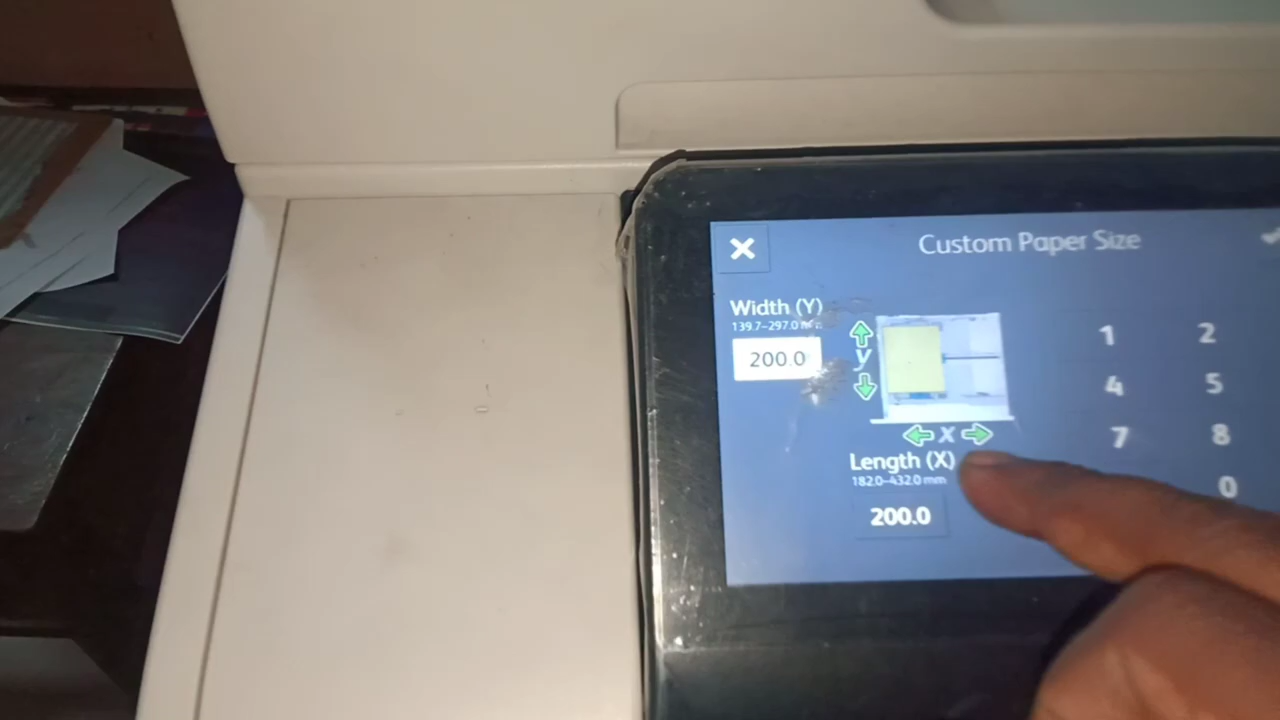 Custom Paper Size
Width (Y)
139.7–297.0 mm
200.0
y
X
Length (X)
182.0–432.0 mm
200.0
1 2
4 5
7 8
0